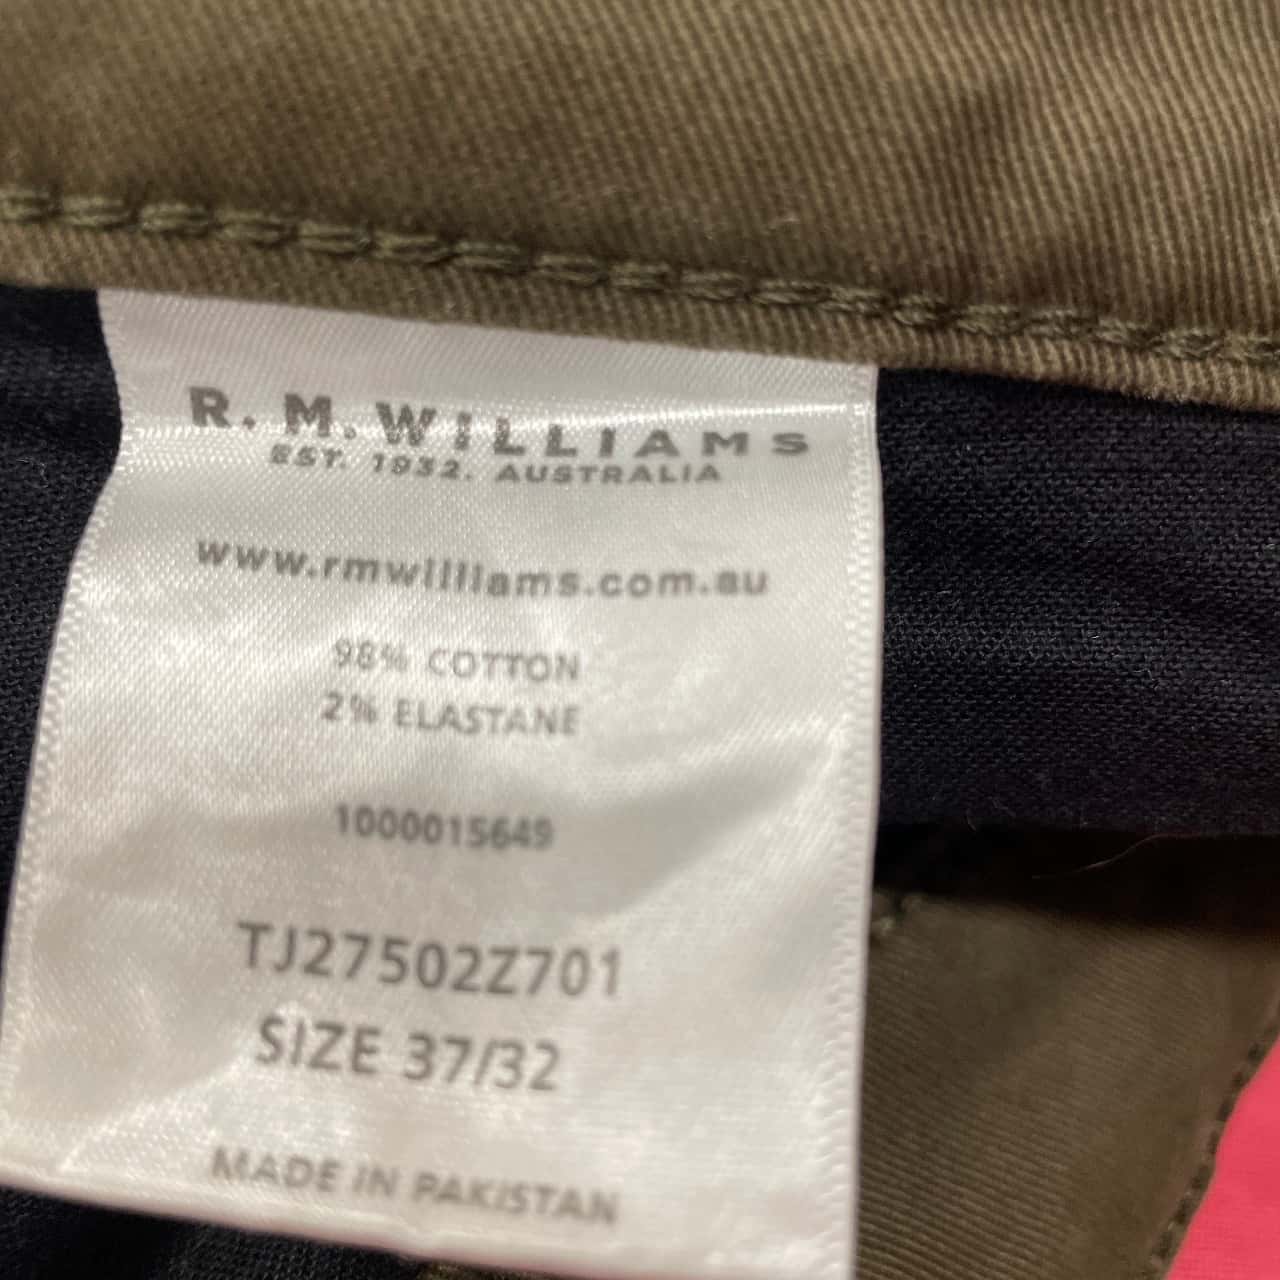 R. M. WILLIAMS
EST. 1932. AUSTRALIA
www.rmwilliams.com.au
98% COTTON
2% ELASTANE
1000015649
TJ27502Z701
SIZE 37/32
MADE IN PAKISTAN